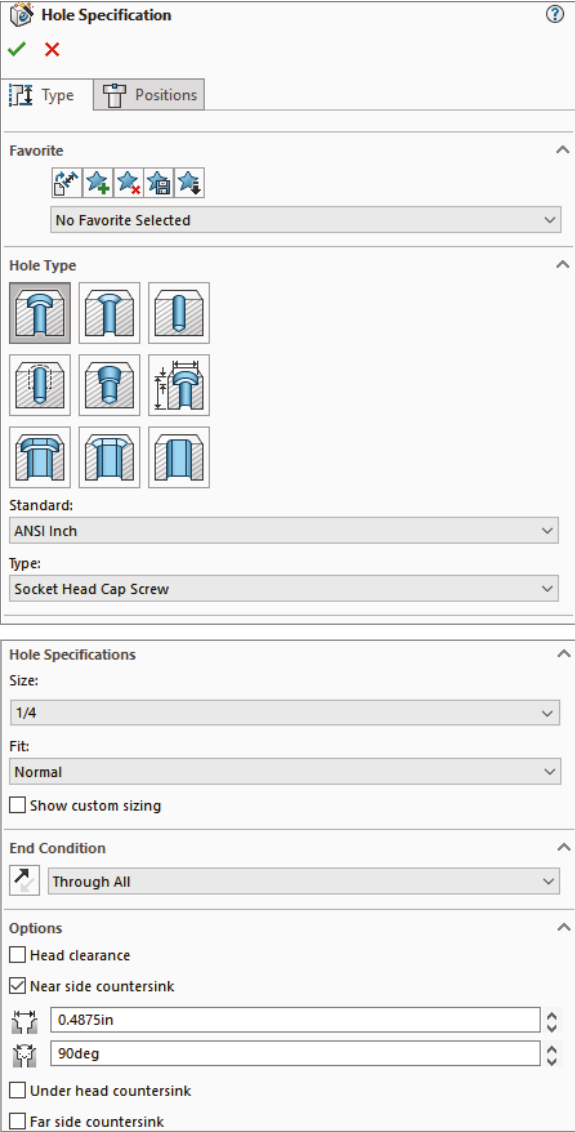 Hole Specification
Type
Positions
Favorite
No Favorite Selected
Hole Type
Standard:
ANSI Inch
Type:
Socket Head Cap Screw
Hole Specifications
Size:
1/4
Fit:
Normal
Show custom sizing
End Condition
Through All
Options
Head clearance
Near side countersink
0.4875in
90deg
Under head countersink
Far side countersink